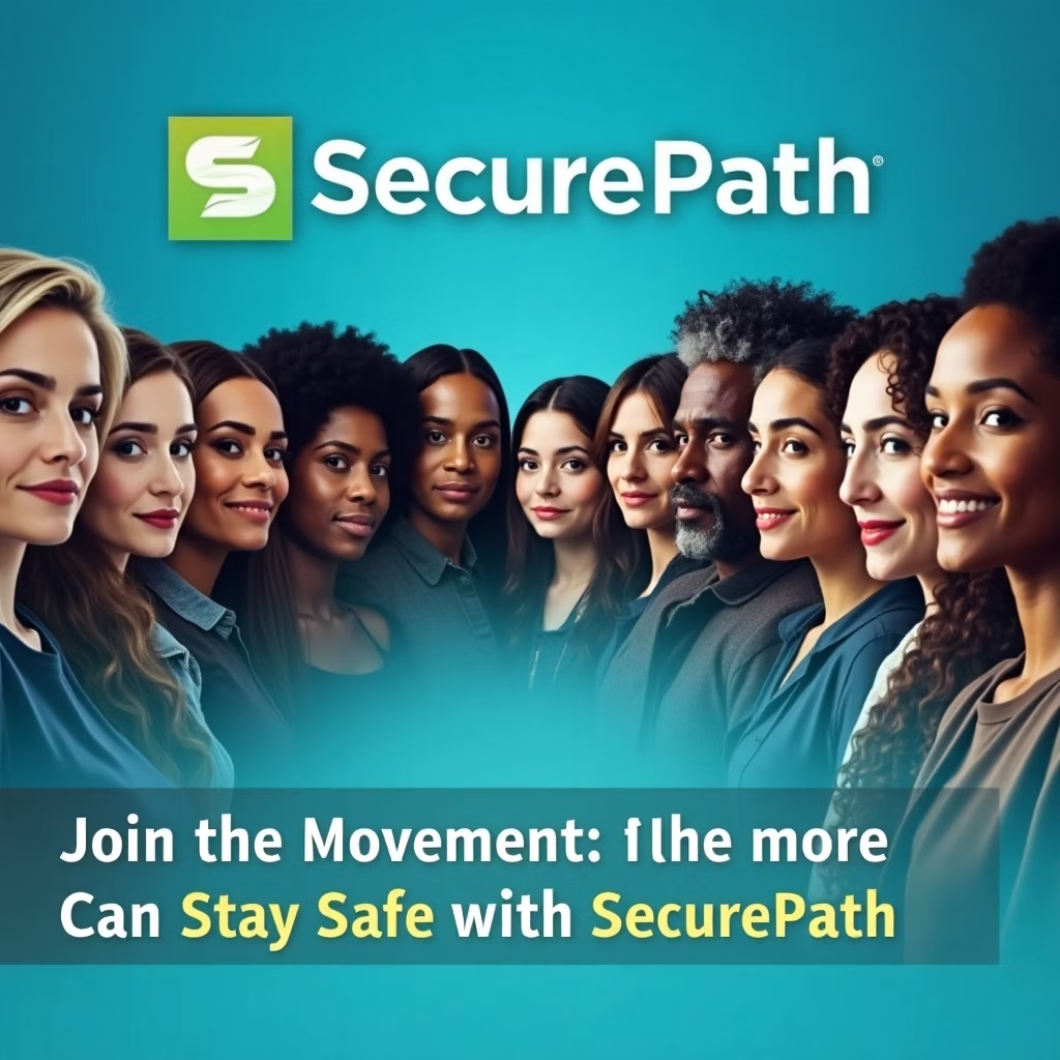 SecurePath®
Join the Movement: more
Can Stay Safe with SecurePath